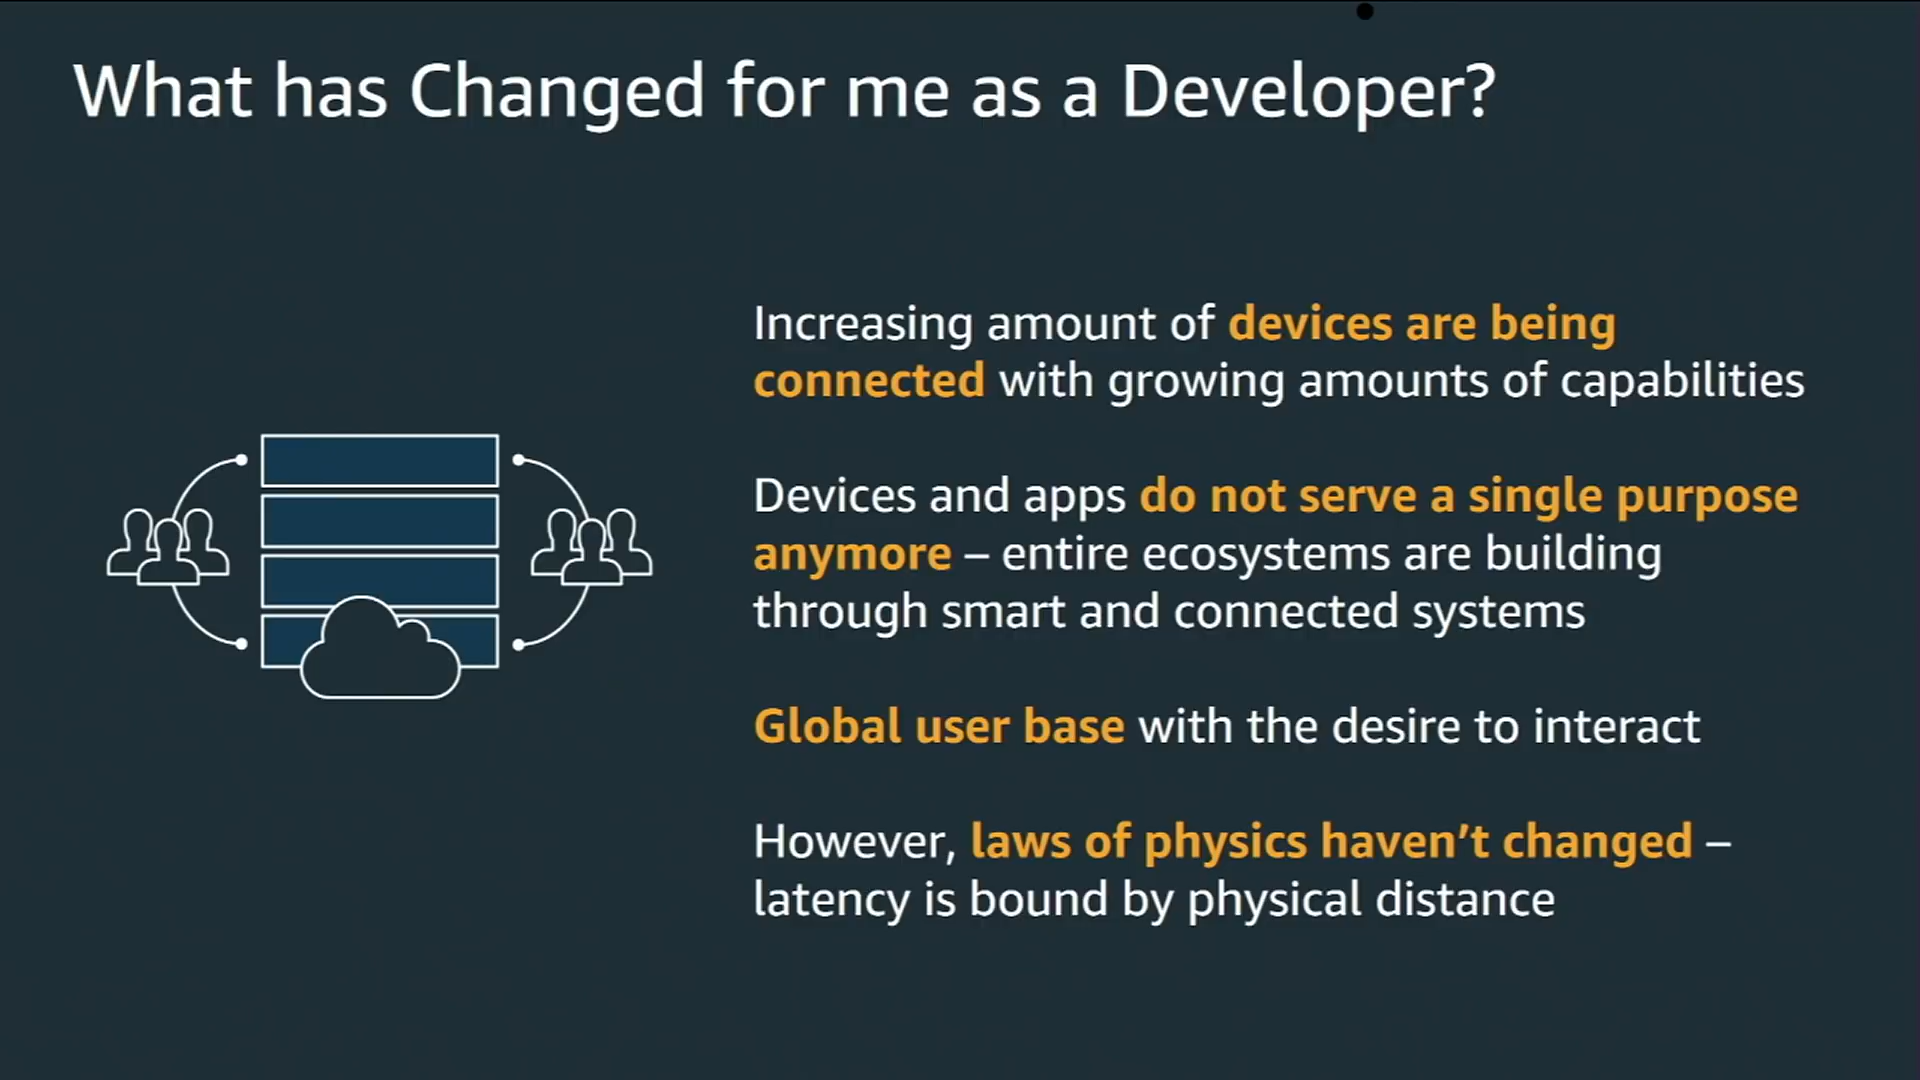 What has Changed for me as a Developer?
Increasing amount of devices are being
connected with growing amounts of capabilities
Devices and apps do not serve a single purpose
anymore – entire ecosystems are building
through smart and connected systems
Global user base with the desire to interact
However, laws of physics haven’t changed –
latency is bound by physical distance